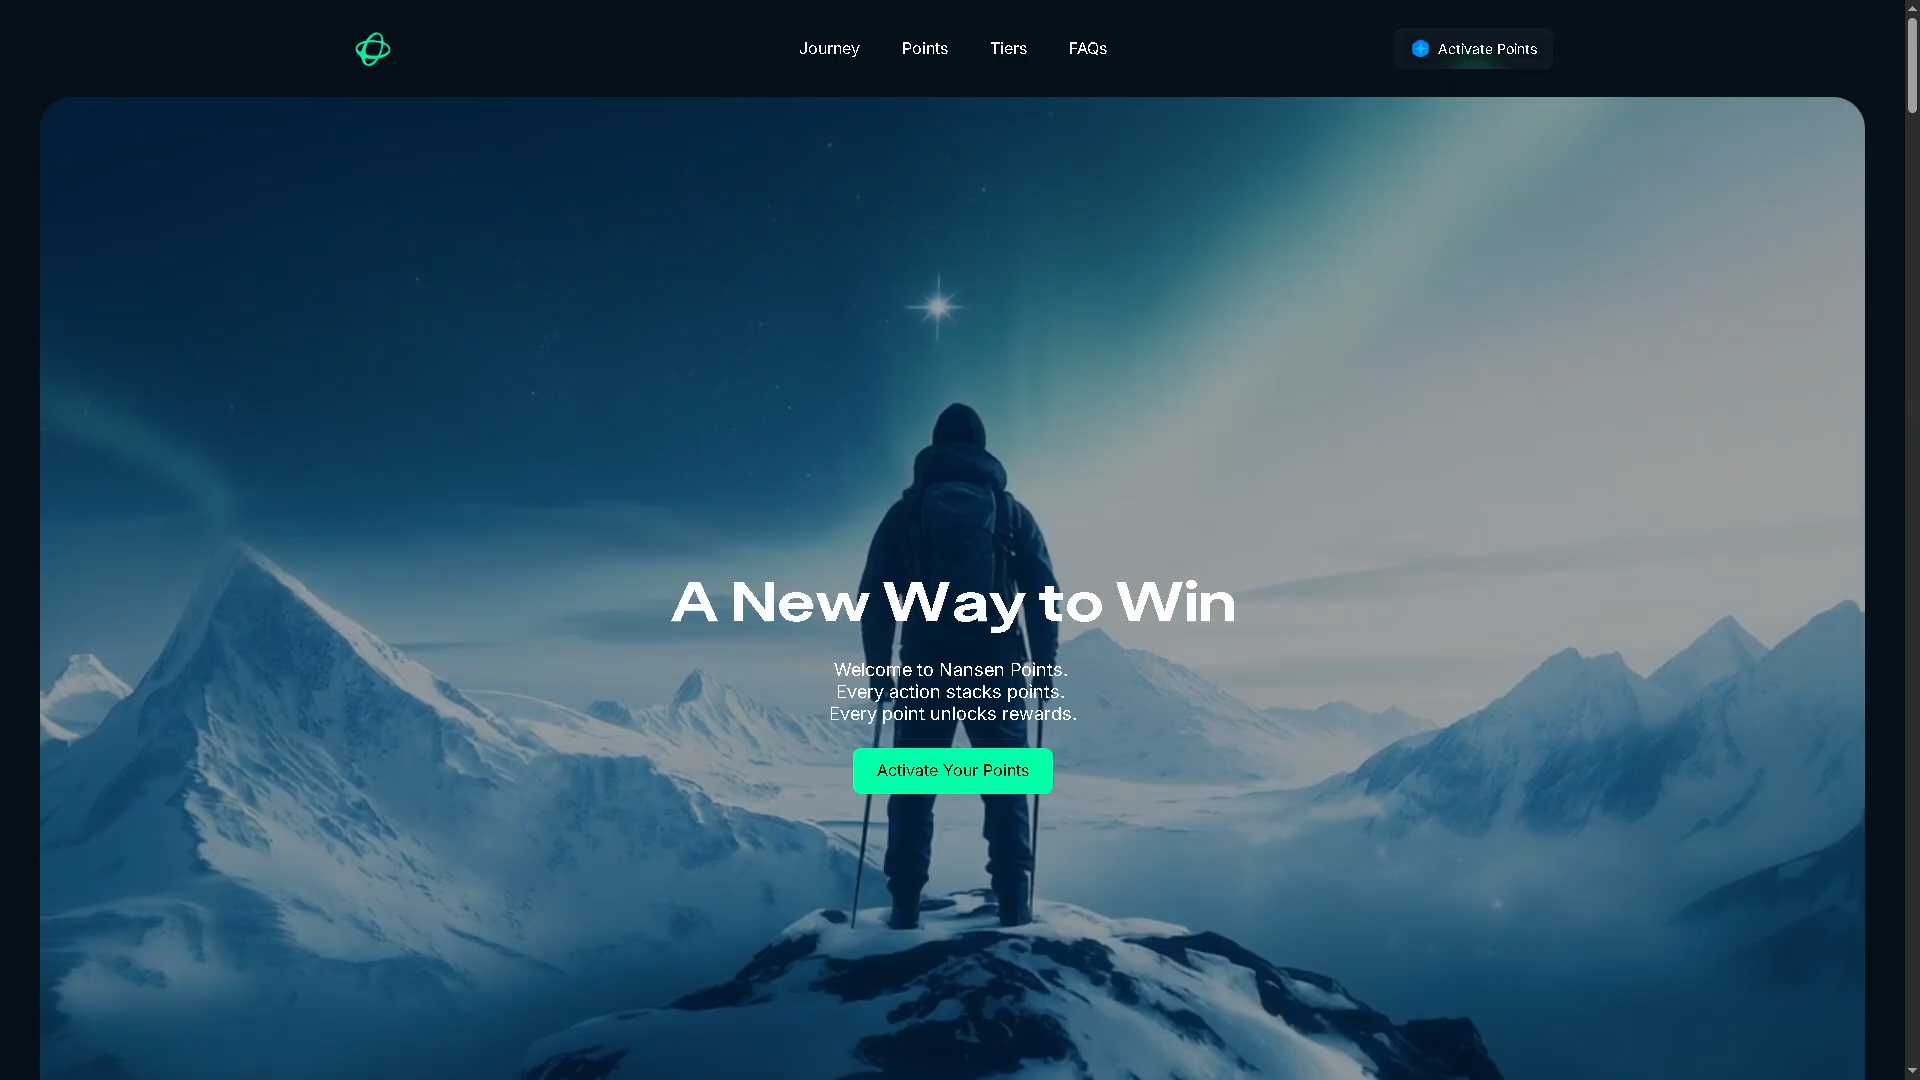 Journey
Points
Tiers
FAQs
Activate Points
A New Way to Win
Welcome to Nansen Points.
Every action stacks points.
Every point unlocks rewards.
Activate Your Points